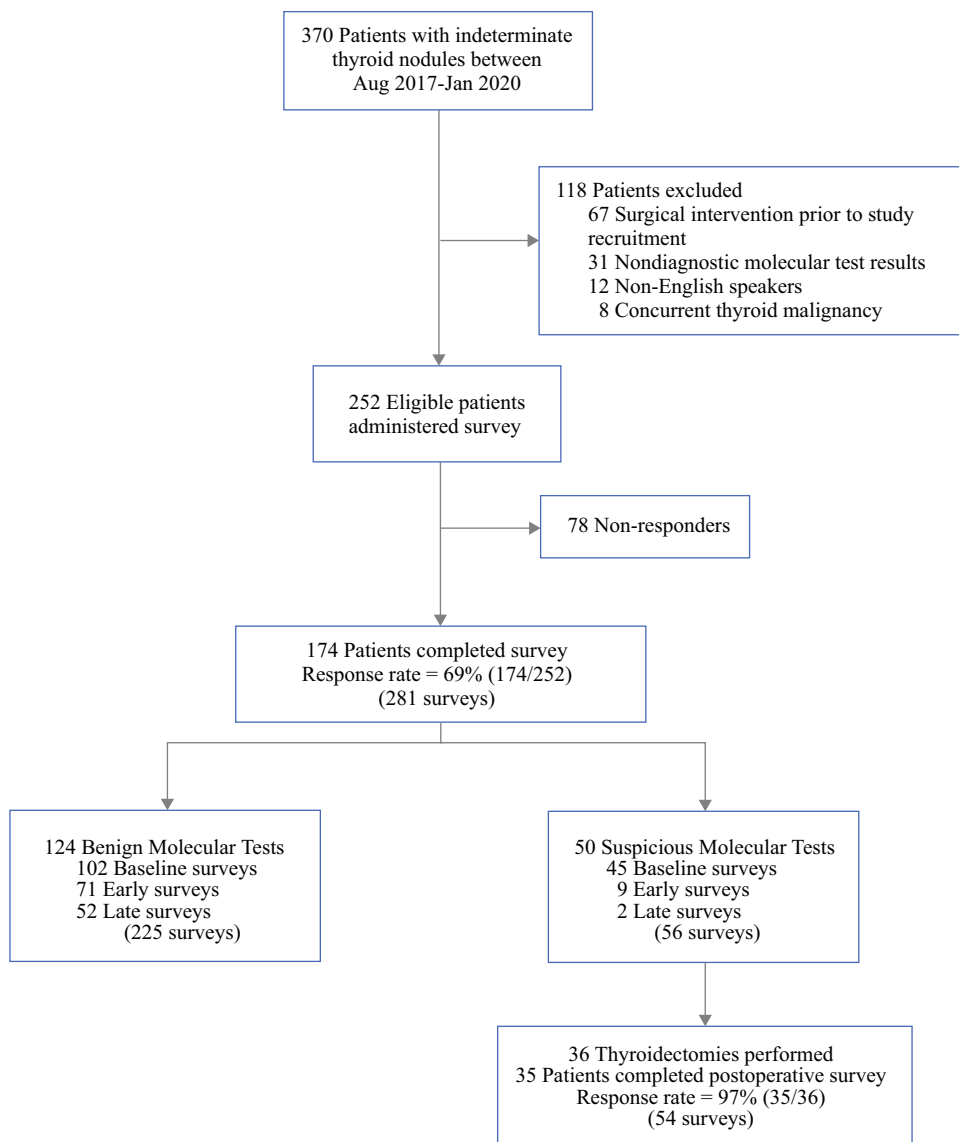 370 Patients with indeterminate
thyroid nodules between
Aug 2017-Jan 2020
118 Patients excluded
67 Surgical intervention prior to study
recruitment
31 Nondiagnostic molecular test results
12 Non-English speakers
8 Concurrent thyroid malignancy
252 Eligible patients
administered survey
78 Non-responders
174 Patients completed survey
Response rate = 69% (174/252)
(281 surveys)
124 Benign Molecular Tests
102 Baseline surveys
71 Early surveys
52 Late surveys
(225 surveys)
50 Suspicious Molecular Tests
45 Baseline surveys
9 Early surveys
2 Late surveys
(56 surveys)
36 Thyroidectomies performed
35 Patients completed postoperative survey
Response rate = 97% (35/36)
(54 surveys)